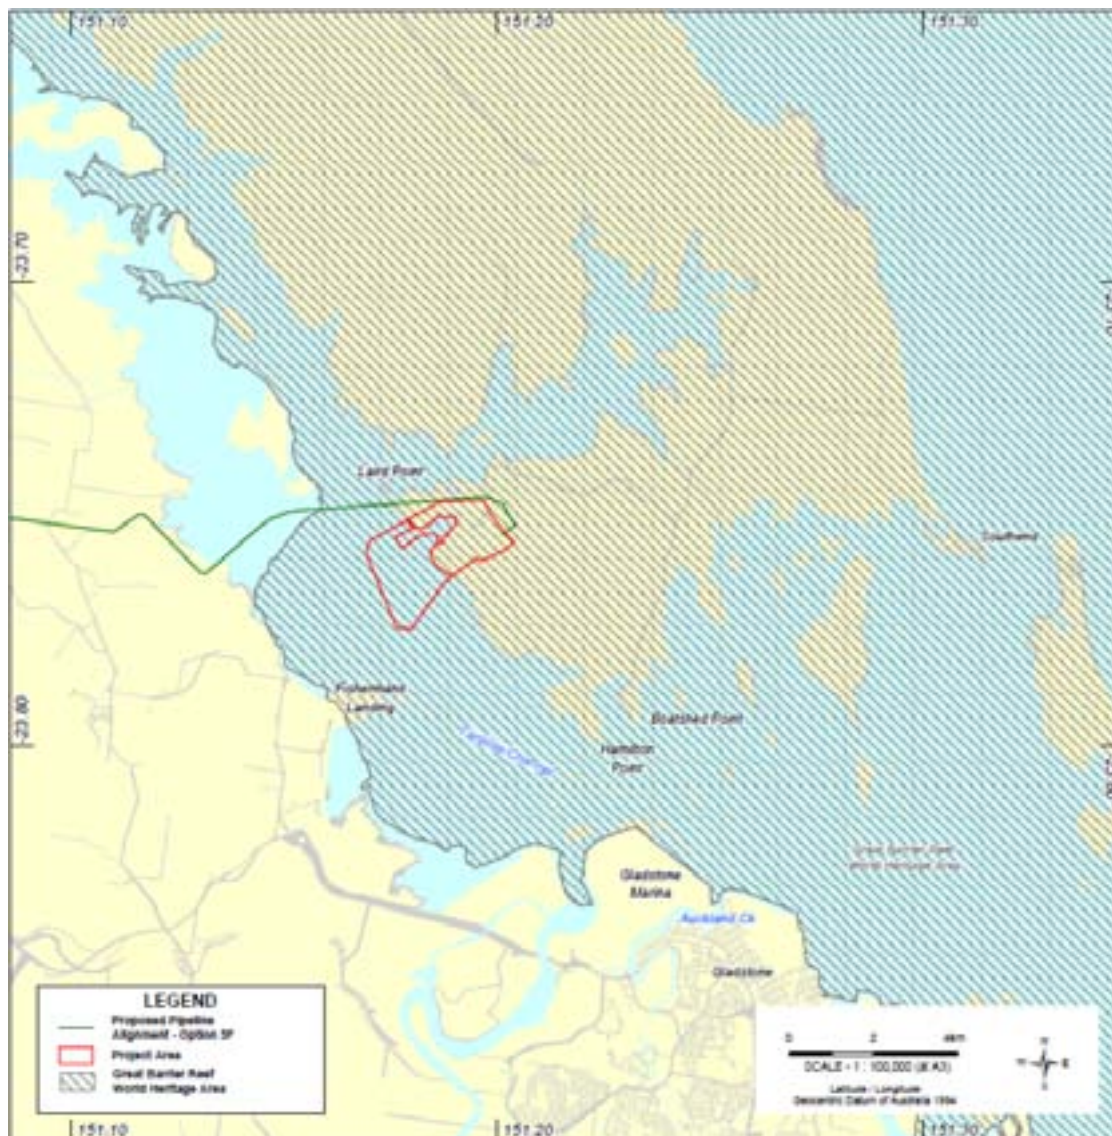 151.10 151.20 151.30
-23.70
Laird Point
Southend
Fishermans
Landing
-23.80
Boatshed Point
Hamilton
Point
Great Barrier Reef
World Heritage Area
Gladstone
Marina
Auckland Ck
Gladstone
LEGEND
Proposed Pipeline
Alignment - Option 5F
Project Area
Great Barrier Reef
World Heritage Area
0 2 4km
SCALE - 1 : 100,000 (at A3)
Latitude / Longitude
Geocentric Datum of Australia 1994
N
W E
S
151.10 151.20 151.30